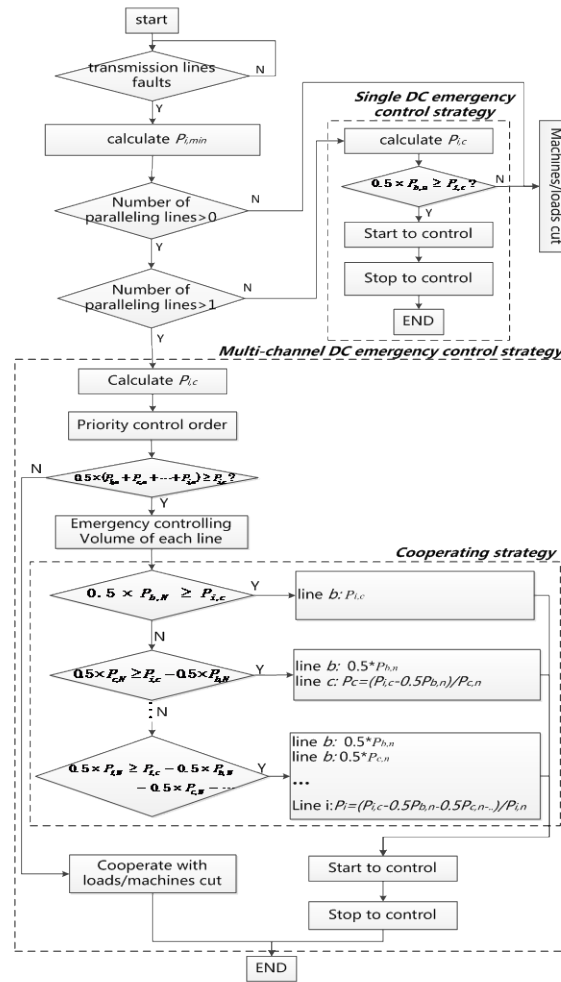 start
transmission lines
faults
N
Y
calculate P_i,min
Number of
paralleling lines>0
N
Y
Number of
paralleling lines>1
N
Y
Single DC emergency
control strategy
calculate P_i,c
0.5 × P_b,n ≥ P_i,c ?
N
Y
Start to control
Stop to control
END
Machines/loads cut
Multi-channel DC emergency control strategy
Calculate P_i,c
Priority control order
N
0.5×(P_b,n + P_c,n + ··· + P_i,n) ≥ P_i,c ?
Y
Emergency controlling
Volume of each line
Cooperating strategy
0.5 × P_b,N ≥ P_i,c
Y
line b: P_i,c
N
0.5×P_c,N ≥ P_i,c − 0.5×P_b,N
Y
line b: 0.5*P_b,n
line c: P_c=(P_i,c-0.5P_b,n)/P_c,n
N
0.5 × P_i,N ≥ P_i,c − 0.5 × P_b,N
− 0.5 × P_c,N − ···
Y
line b: 0.5*P_b,n
line b: 0.5*P_c,n
...
Line i:P_i=(P_i,c-0.5P_b,n-0.5P_c,n-..)/P_i,n
Cooperate with
loads/machines cut
Start to control
Stop to control
END